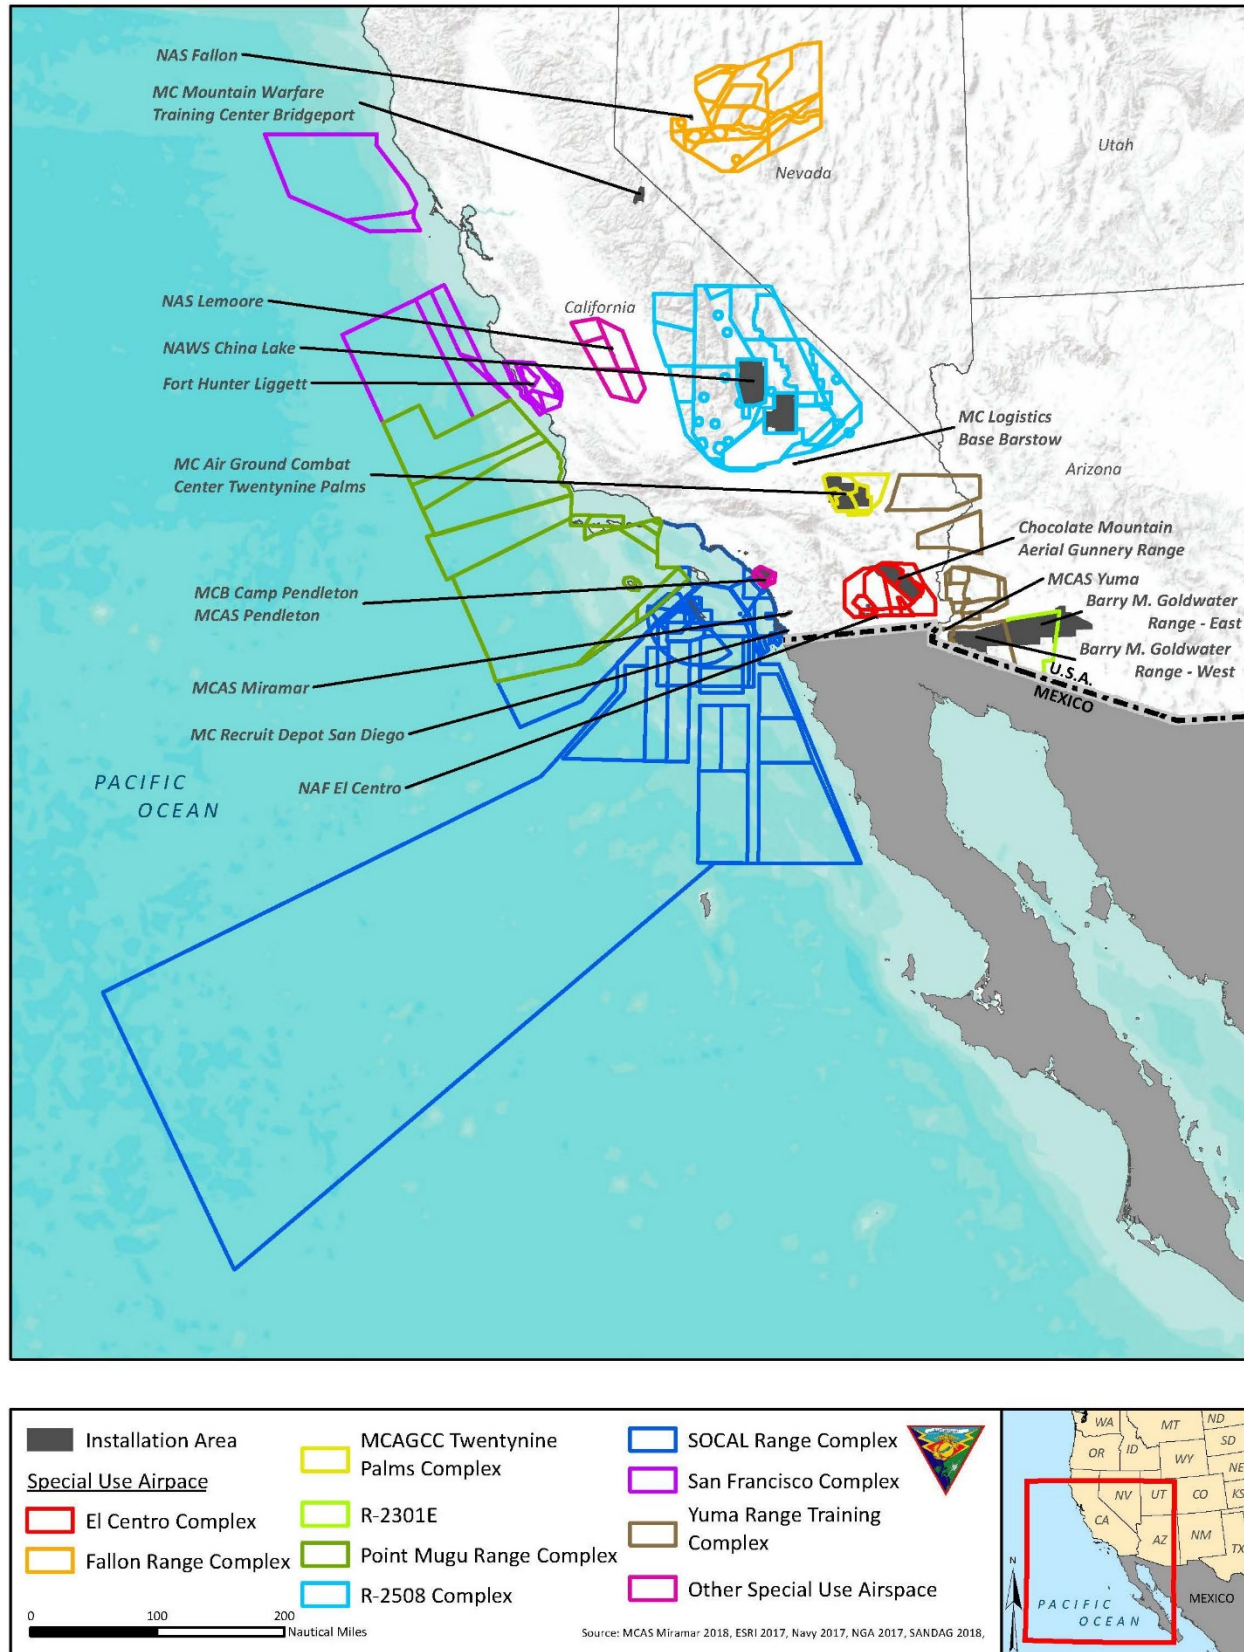 NAS Fallon
MC Mountain Warfare
Training Center Bridgeport
Utah
Nevada
NAS Lemoore
California
NAWS China Lake
Fort Hunter Liggett
MC Logistics
Base Barstow
MC Air Ground Combat
Center Twentynine Palms
Arizona
Chocolate Mountain
Aerial Gunnery Range
MCB Camp Pendleton
MCAS Pendleton
MCAS Yuma
Barry M. Goldwater
Range - East
Barry M. Goldwater
Range - West
MCAS Miramar
U.S.A.
MEXICO
MC Recruit Depot San Diego
NAF El Centro
PACIFIC
OCEAN
Installation Area
Special Use Airpace
El Centro Complex
Fallon Range Complex
MCAGCC Twentynine
Palms Complex
R-2301E
Point Mugu Range Complex
R-2508 Complex
SOCAL Range Complex
San Francisco Complex
Yuma Range Training
Complex
Other Special Use Airspace
0 100 200
Nautical Miles
Source: MCAS Miramar 2018, ESRI 2017, Navy 2017, NGA 2017, SANDAG 2018,
WA
MT
ND
OR
ID
SD
WY
NE
NV
UT
CO
KS
CA
AZ
NM
TX
N
MEXICO
PACIFIC
OCEAN